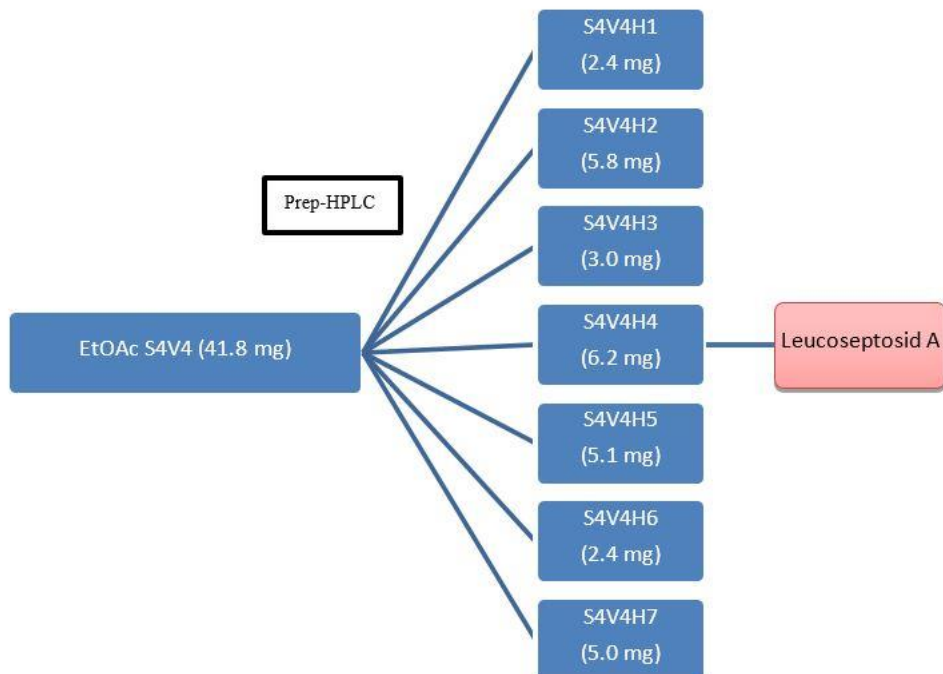 S4V4H1
(2.4 mg)
S4V4H2
(5.8 mg)
Prep-HPLC
S4V4H3
(3.0 mg)
EtOAc S4V4 (41.8 mg)
S4V4H4
(6.2 mg)
Leucoseptosid A
S4V4H5
(5.1 mg)
S4V4H6
(2.4 mg)
S4V4H7
(5.0 mg)